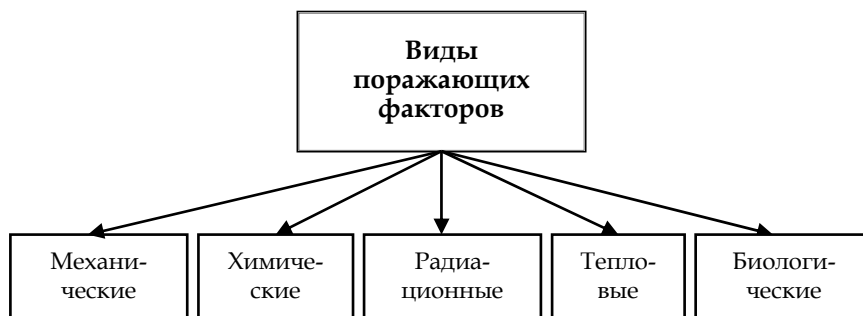 Виды
поражающих
факторов
Механи-
ческие
Химиче-
ские
Радиа-
ционные
Тепло-
вые
Биологи-
ческие